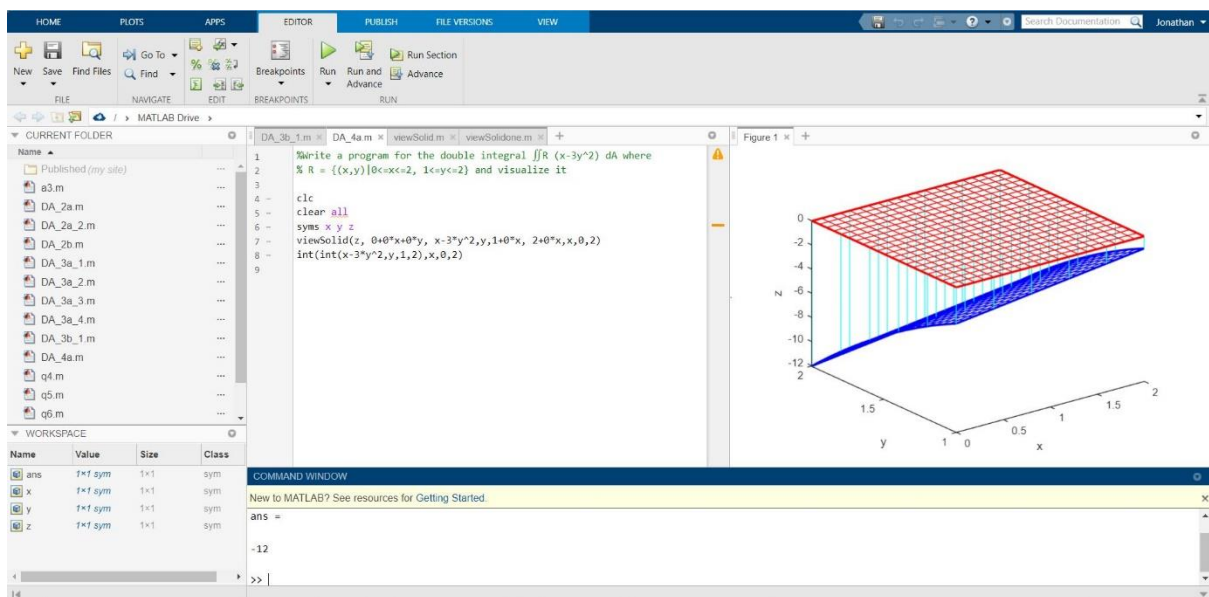 HOME PLOTS APPS EDITOR PUBLISH FILE VERSIONS VIEW Search Documentation Jonathan
New Save Find Files Go To Find Breakpoints Run Run and Advance Run Section Advance
FILE NAVIGATE EDIT BREAKPOINTS RUN
/ MATLAB Drive
CURRENT FOLDER
Name
Published (my site)
a3.m
DA_2a.m
DA_2a_2.m
DA_2b.m
DA_3a_1.m
DA_3a_2.m
DA_3a_3.m
DA_3a_4.m
DA_3b_1.m
DA_4a.m
q4.m
q5.m
q6.m
WORKSPACE
Name Value Size Class
ans 1×1 sym 1×1 sym
x 1×1 sym 1×1 sym
y 1×1 sym 1×1 sym
z 1×1 sym 1×1 sym
DA_3b_1.m DA_4a.m viewSolid.m viewSolidone.m
1 %Write a program for the double integral ∬R (x-3y^2) dA where
2 % R = {(x,y)|0<=x<=2, 1<=y<=2} and visualize it
3
4 clc
5 clear all
6 syms x y z
7 viewSolid(z, 0+0*x+0*y, x-3*y^2,y,1+0*x, 2+0*x,x,0,2)
8 int(int(x-3*y^2,y,1,2),x,0,2)
9
Figure 1
0
-2
-4
-6
-8
-10
-12
z
2
1.5
1
y
0
0.5
1
1.5
2
x
COMMAND WINDOW
New to MATLAB? See resources for Getting Started.
ans =
-12
>>